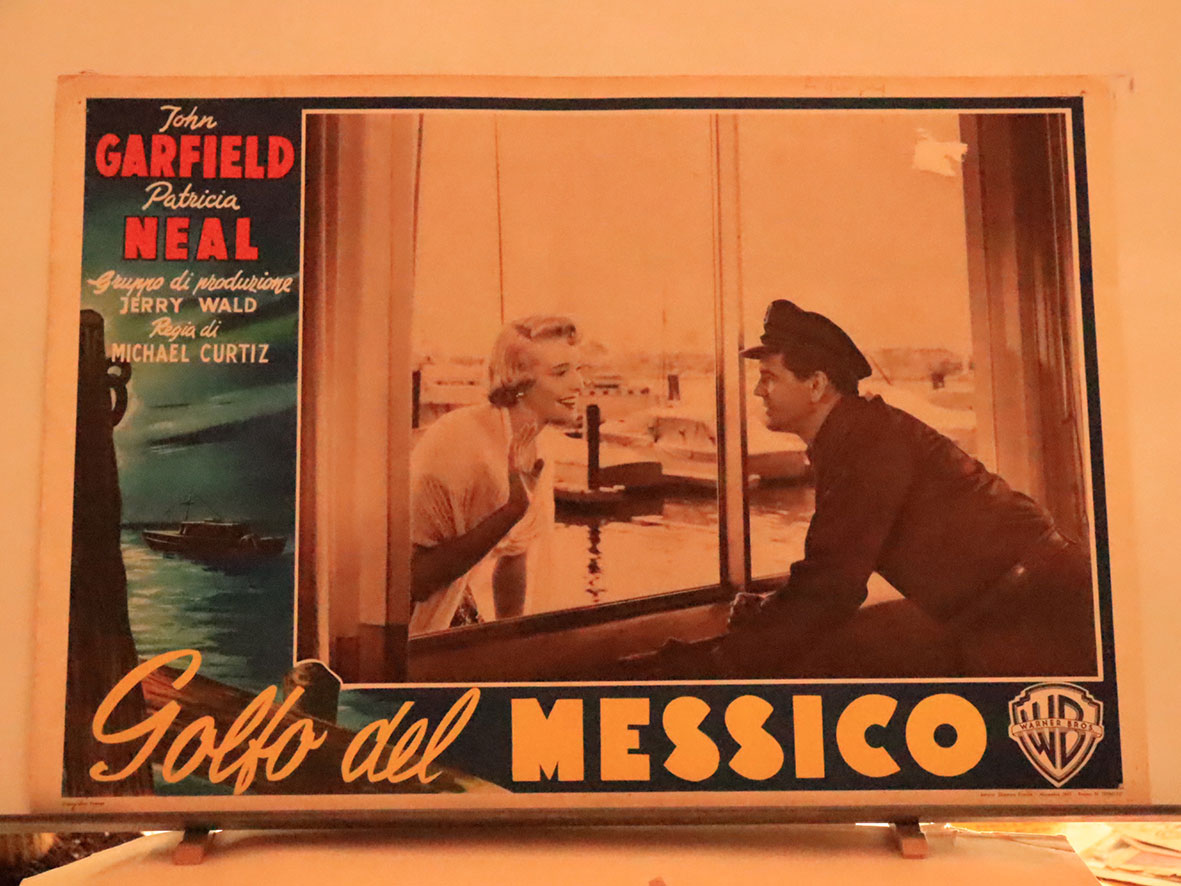 John
GARFIELD
Patricia
NEAL
Gruppo di produzione
JERRY WALD
Regia di
MICHAEL CURTIZ
Golfo del MESSICO
WARNER BROS
WB